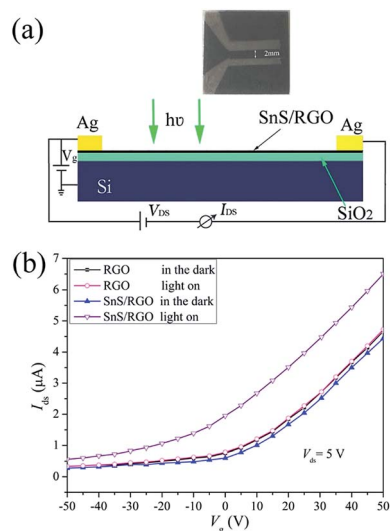 (a)
2mm
hυ
SnS/RGO
Ag
Ag
Vg
Si
SiO2
VDS
IDS
(b)
RGO in the dark
RGO light on
SnS/RGO in the dark
SnS/RGO light on
Ids (μA)
7
6
5
4
3
2
1
0
Vds= 5 V
-50 -40 -30 -20 -10 0 10 20 30 40 50
Vg (V)